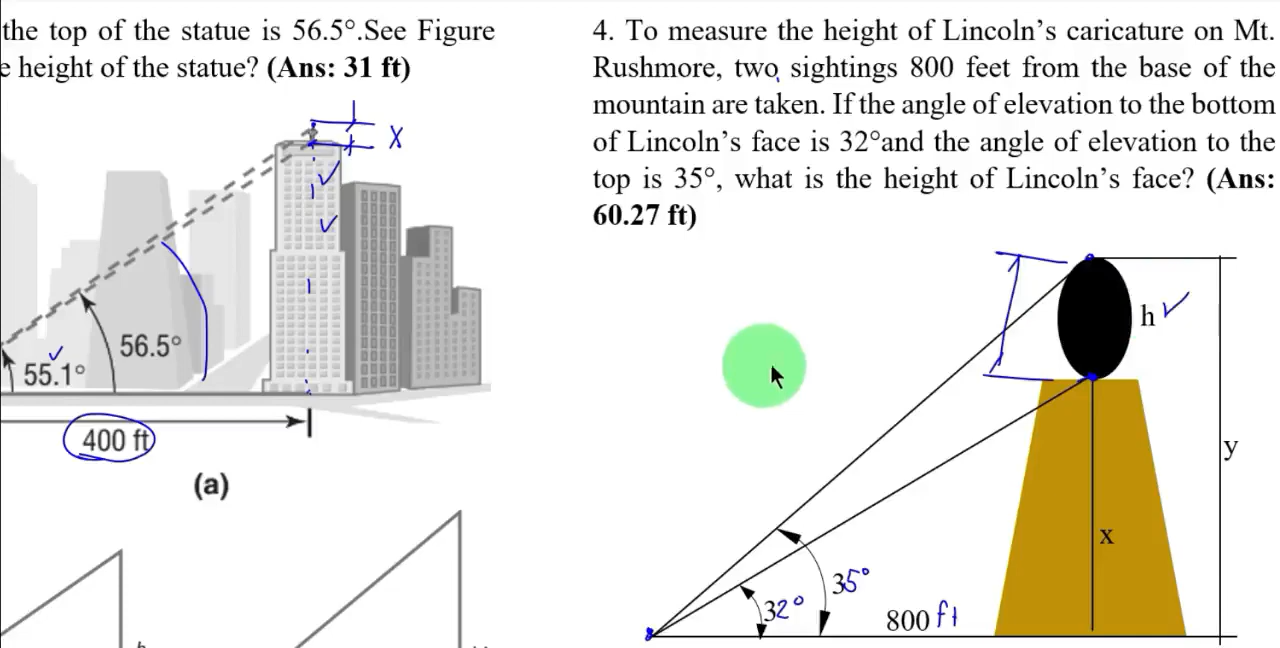 the top of the statue is 56.5°.See Figure
e height of the statue? (Ans: 31 ft)
X
56.5°
55.1°
400 ft
(a)
4. To measure the height of Lincoln’s caricature on Mt.
Rushmore, two sightings 800 feet from the base of the
mountain are taken. If the angle of elevation to the bottom
of Lincoln’s face is 32°and the angle of elevation to the
top is 35°, what is the height of Lincoln’s face? (Ans:
60.27 ft)
h
y
x
35°
32°
800 ft